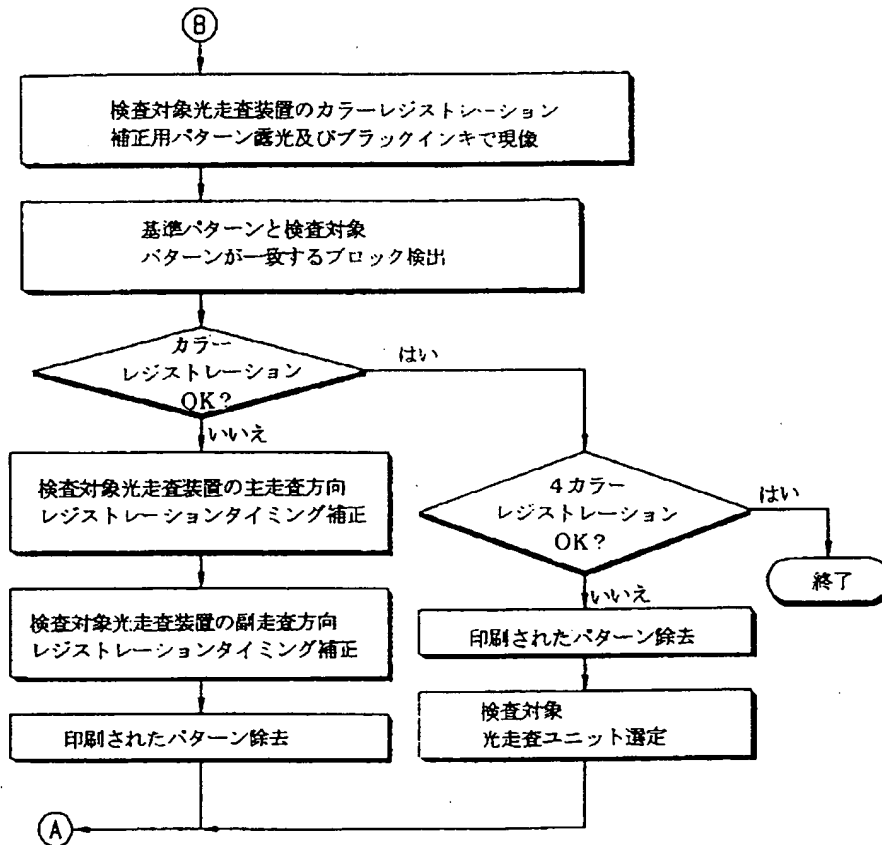 B
検査対象光走査装置のカラーレジストレーション
補正用パターン露光及びブラックインキで現像
基準パターンと検査対象
パターンが一致するブロック検出
カラー
レジストレーション
OK?
はい
いいえ
検査対象光走査装置の主走査方向
レジストレーションタイミング補正
検査対象光走査装置の副走査方向
レジストレーションタイミング補正
印刷されたパターン除去
4カラー
レジストレーション
OK?
はい
終了
いいえ
印刷されたパターン除去
検査対象
光走査ユニット選定
A